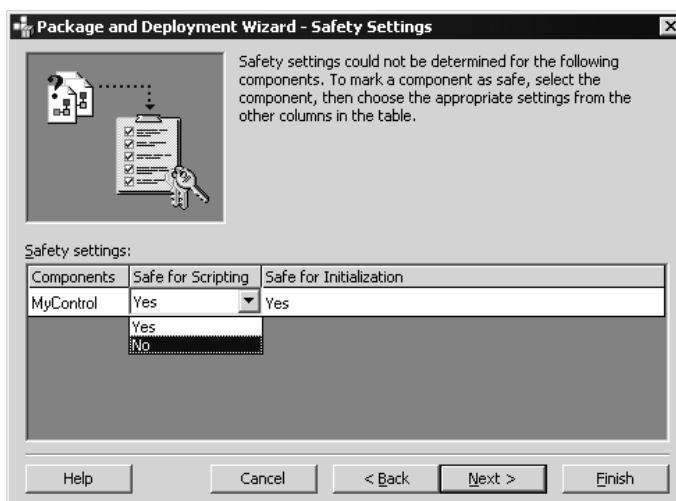 Package and Deployment Wizard - Safety Settings
Safety settings could not be determined for the following
components. To mark a component as safe, select the
component, then choose the appropriate settings from the
other columns in the table.
?
Safety settings:
Components Safe for Scripting Safe for Initialization
MyControl Yes Yes
Yes
No
Help Cancel < Back Next > Finish